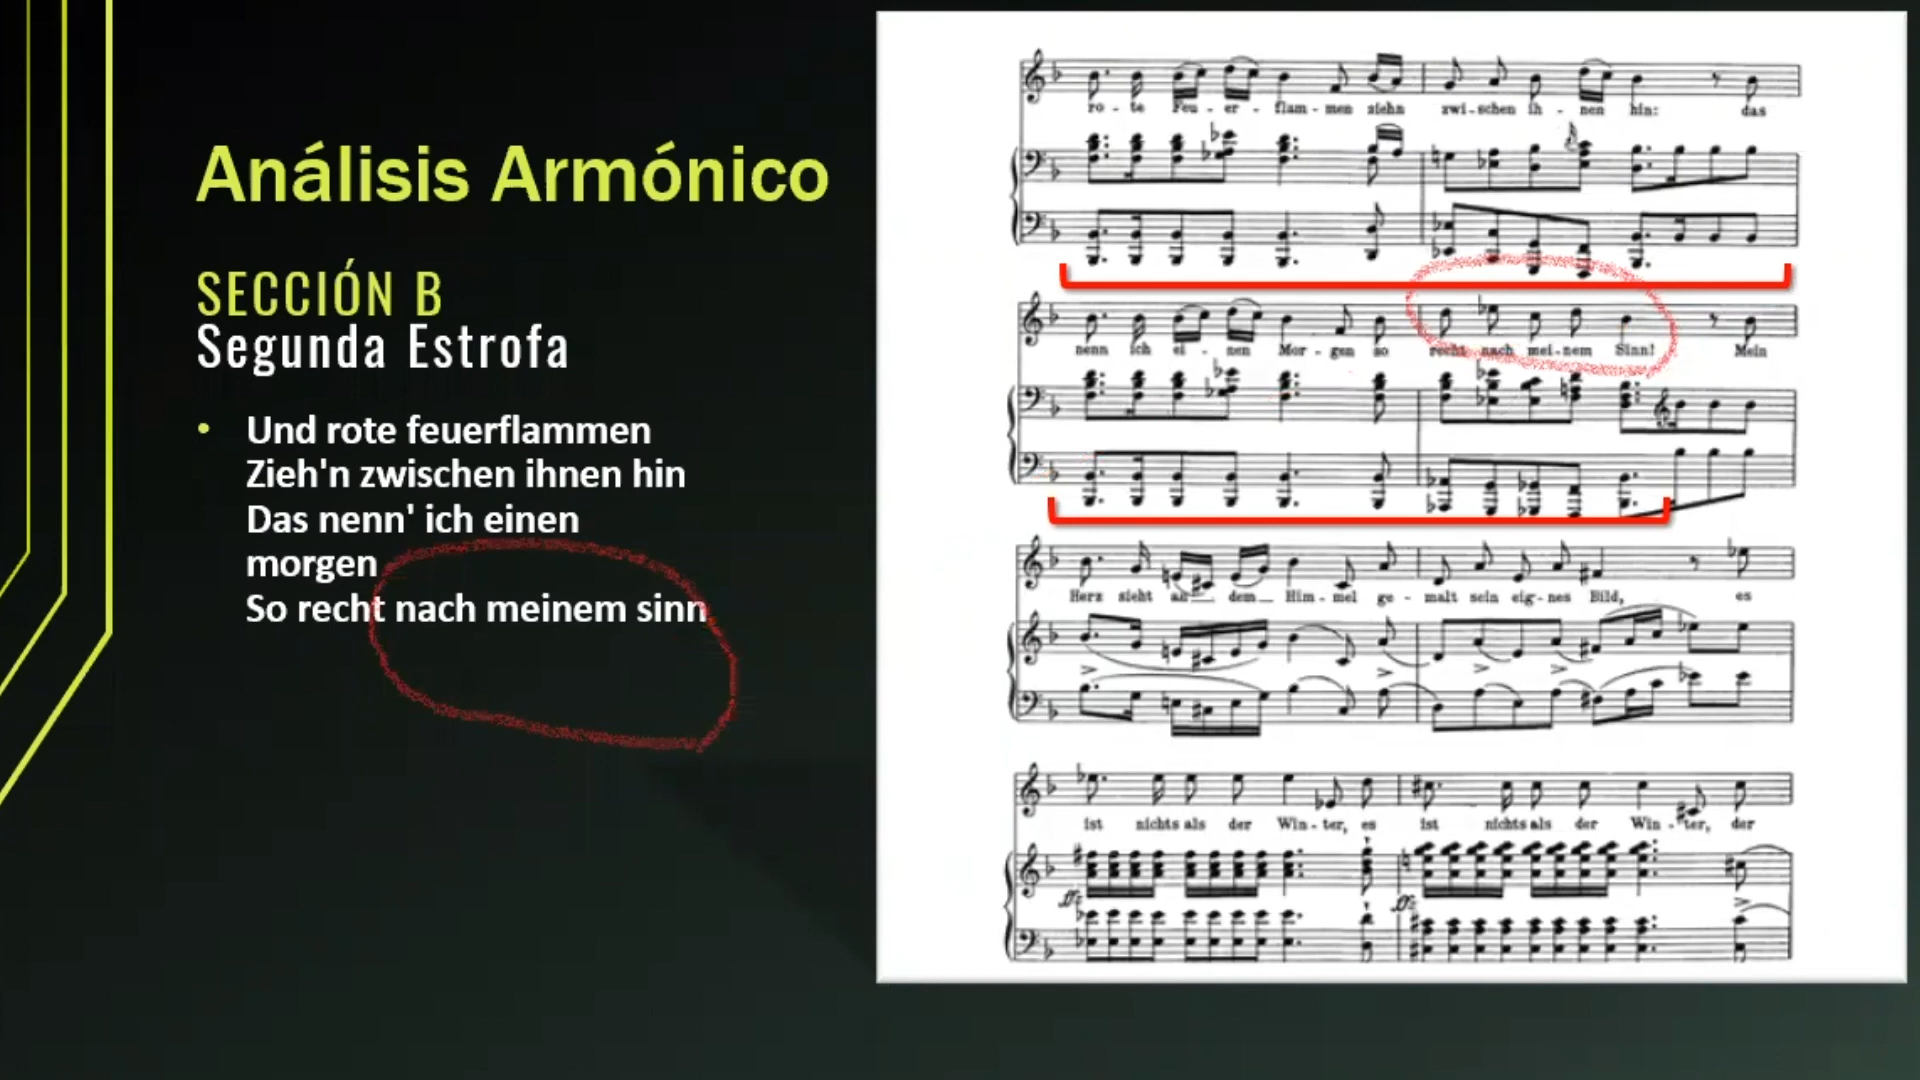 Análisis Armónico
SECCIÓN B
Segunda Estrofa
• Und rote feuerflammen
Zieh'n zwischen ihnen hin
Das nenn' ich einen
morgen
So recht nach meinem sinn
ro - te Feu - er - flam - men ziehn zwi - schen ih - nen hin: das
nenn ich ei - nen Mor - gen so recht nach mei - nem Sinn! Mein
Herz sieht an dem Him - mel ge - malt sein eig - nes Bild, es
ist nichts als der Win - ter, es ist nichts als der Win - ter, der